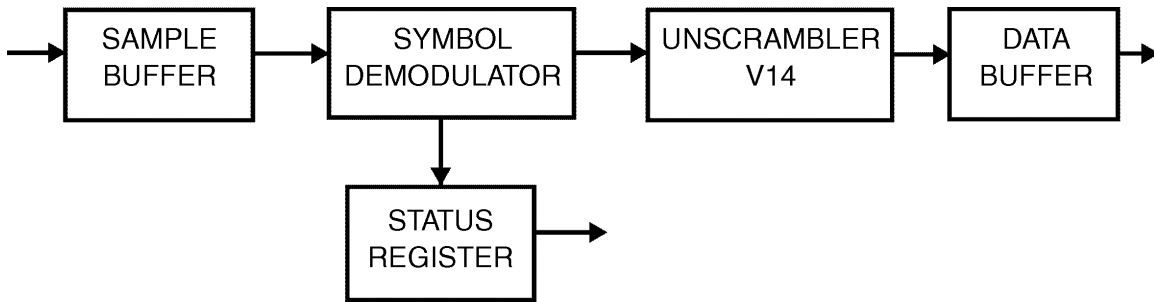 SAMPLE
BUFFER
SYMBOL
DEMODULATOR
UNSCRAMBLER
V14
DATA
BUFFER
STATUS
REGISTER